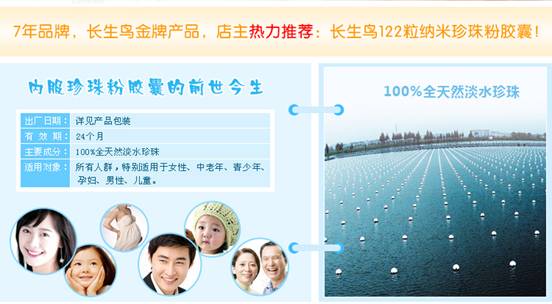 7年品牌，长生鸟金牌产品，店主热力推荐：长生鸟122粒纳米珍珠粉胶囊！
内服珍珠粉胶囊的前世今生
100%全天然淡水珍珠
出厂日期： 详见产品包装
有 效 期： 24个月
主要成分： 100%全天然淡水珍珠
适用对象： 所有人群，特别适用于女性、中老年、青少年、
孕妇、男性、儿童。